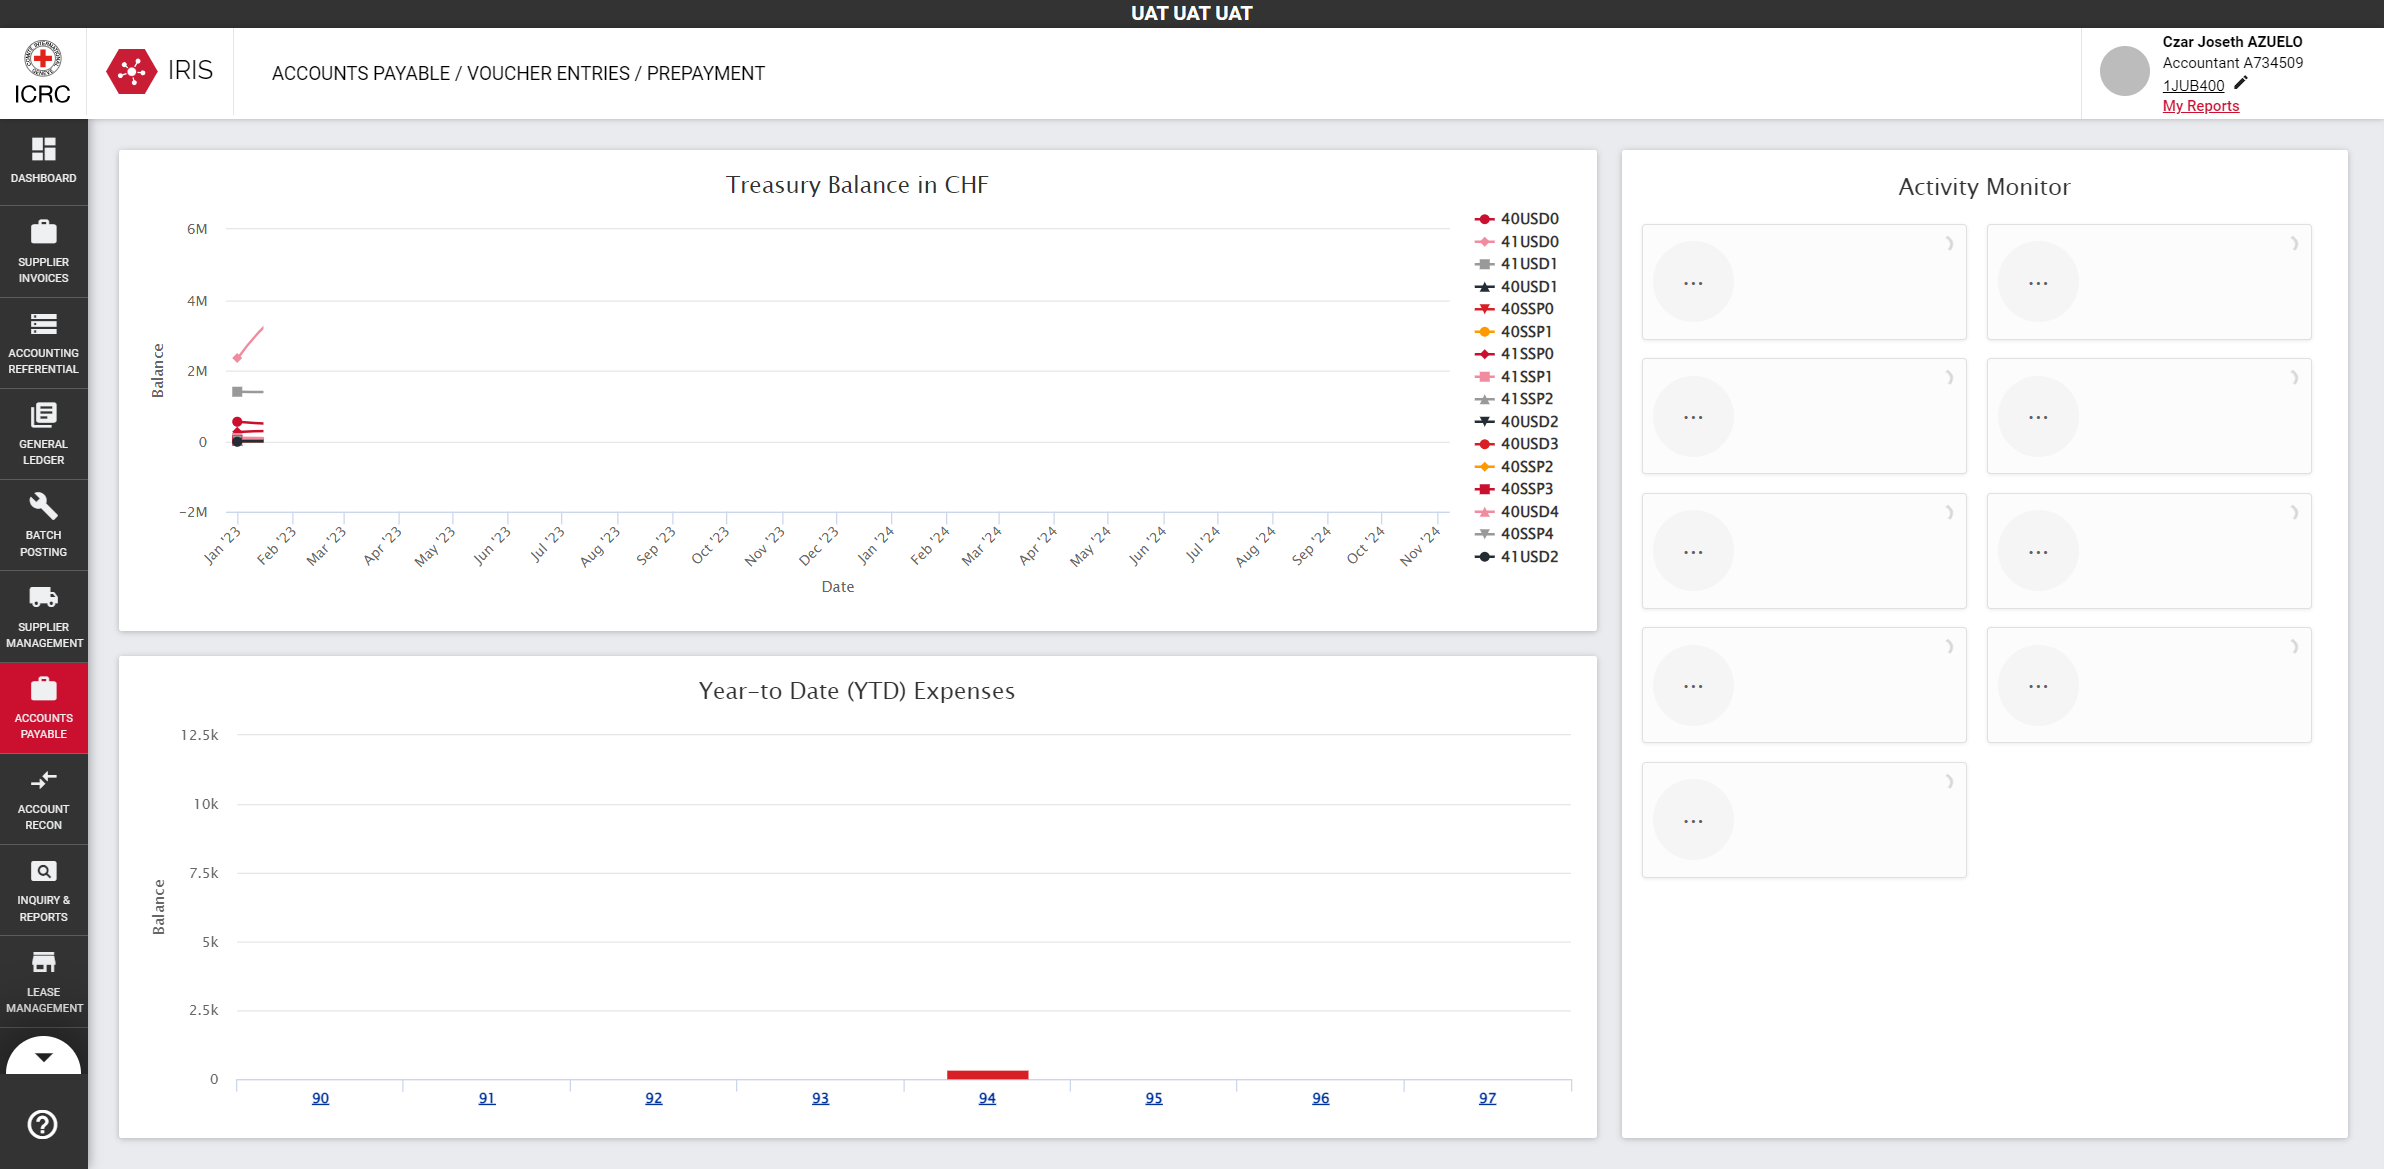 UAT UAT UAT
ICRC
IRIS
ACCOUNTS PAYABLE / VOUCHER ENTRIES / PREPAYMENT
Czar Joseth AZUELO
Accountant A734509
1JUB400
My Reports
DASHBOARD
SUPPLIER
INVOICES
ACCOUNTING
REFERENTIAL
GENERAL
LEDGER
BATCH
POSTING
SUPPLIER
MANAGEMENT
ACCOUNTS
PAYABLE
ACCOUNT
RECON
INQUIRY &
REPORTS
LEASE
MANAGEMENT
Treasury Balance in CHF
Balance
6M
4M
2M
0
-2M
Jan '23
Feb '23
Mar '23
Apr '23
May '23
Jun '23
Jul '23
Aug '23
Sep '23
Oct '23
Nov '23
Dec '23
Jan '24
Feb '24
Mar '24
Apr '24
May '24
Jun '24
Jul '24
Aug '24
Sep '24
Oct '24
Nov '24
Date
40USD0
41USD0
41USD1
40USD1
40SSP0
40SSP1
41SSP0
41SSP1
41SSP2
40USD2
40USD3
40SSP2
40SSP3
40USD4
40SSP4
41USD2
Year-to Date (YTD) Expenses
Balance
12.5k
10k
7.5k
5k
2.5k
0
90
91
92
93
94
95
96
97
Activity Monitor
...
...
...
...
...
...
...
...
...